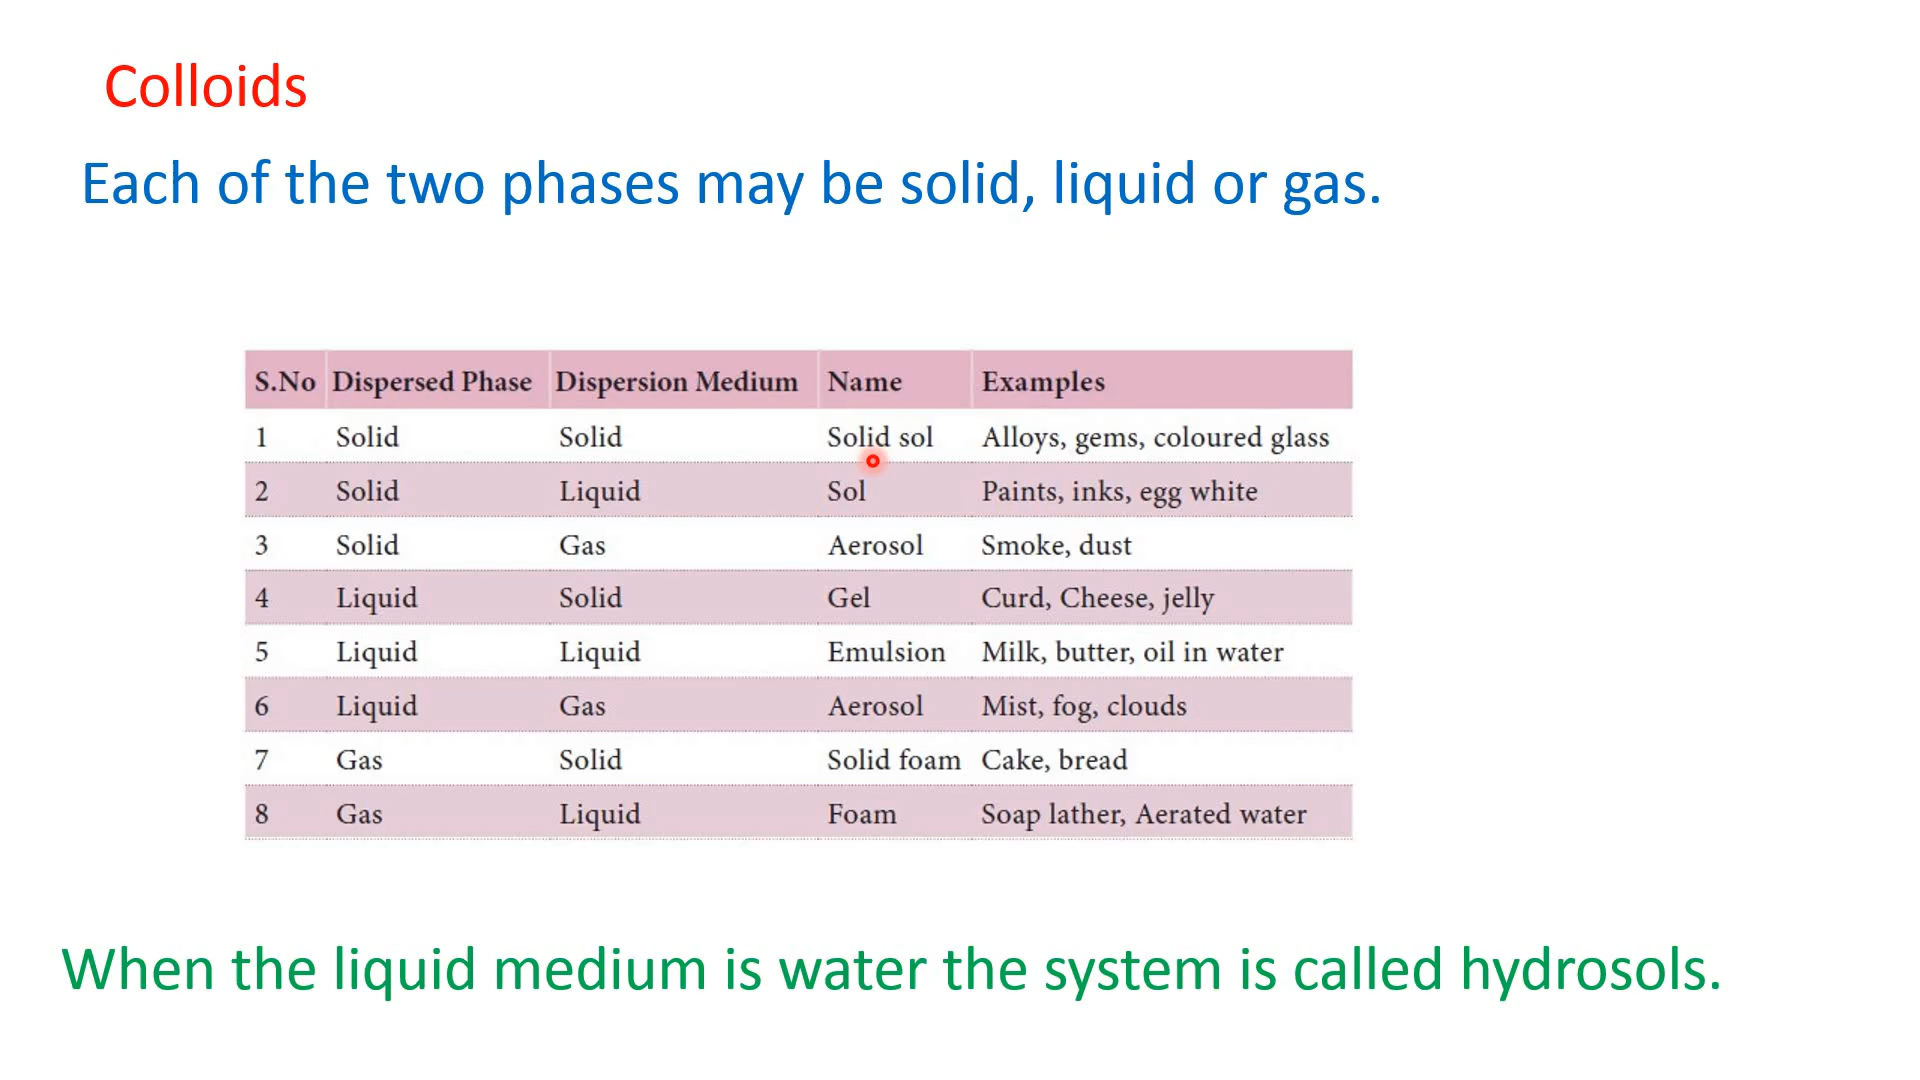 Colloids
Each of the two phases may be solid, liquid or gas.
S.No Dispersed Phase Dispersion Medium Name Examples
1 Solid Solid Solid sol Alloys, gems, coloured glass
2 Solid Liquid Sol Paints, inks, egg white
3 Solid Gas Aerosol Smoke, dust
4 Liquid Solid Gel Curd, Cheese, jelly
5 Liquid Liquid Emulsion Milk, butter, oil in water
6 Liquid Gas Aerosol Mist, fog, clouds
7 Gas Solid Solid foam Cake, bread
8 Gas Liquid Foam Soap lather, Aerated water
When the liquid medium is water the system is called hydrosols.